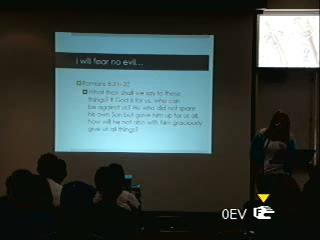 I will fear no evil...
Romans 8:31-32
What then shall we say to these
things? If God is for us, who can
be against us? He who did not spare
his own Son but gave him up for us all,
how will he not also with him graciously
give us all things?
0EV